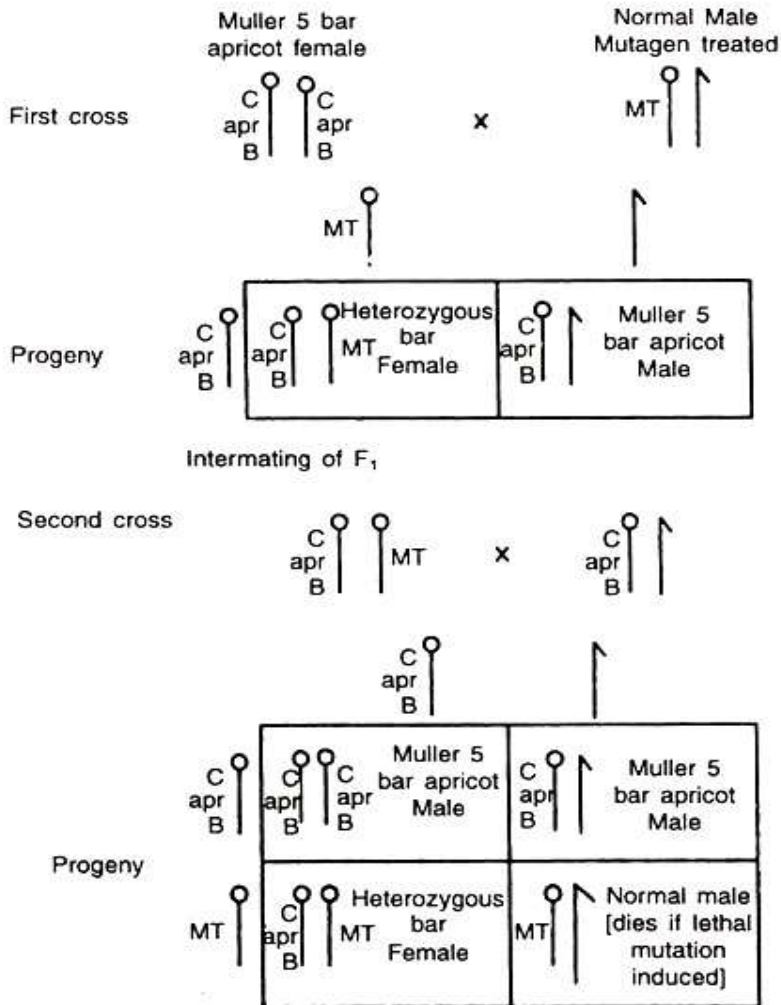 Muller 5 bar
apricot female
Normal Male
Mutagen treated
First cross
C
apr
B
C
apr
B
x
MT
MT
Progeny
C
apr
B
C
apr
B
MT
Heterozygous
bar
Female
C
apr
B
Muller 5
bar apricot
Male
Intermating of F₁
Second cross
C
apr
B
MT
x
C
apr
B
C
apr
B
Progeny
C
apr
B
C
apr
B
C
apr
B
Muller 5
bar apricot
Male
C
apr
B
Muller 5
bar apricot
Male
MT
C
apr
B
MT
Heterozygous
bar
Female
MT
Normal male
[dies if lethal
mutation
induced]